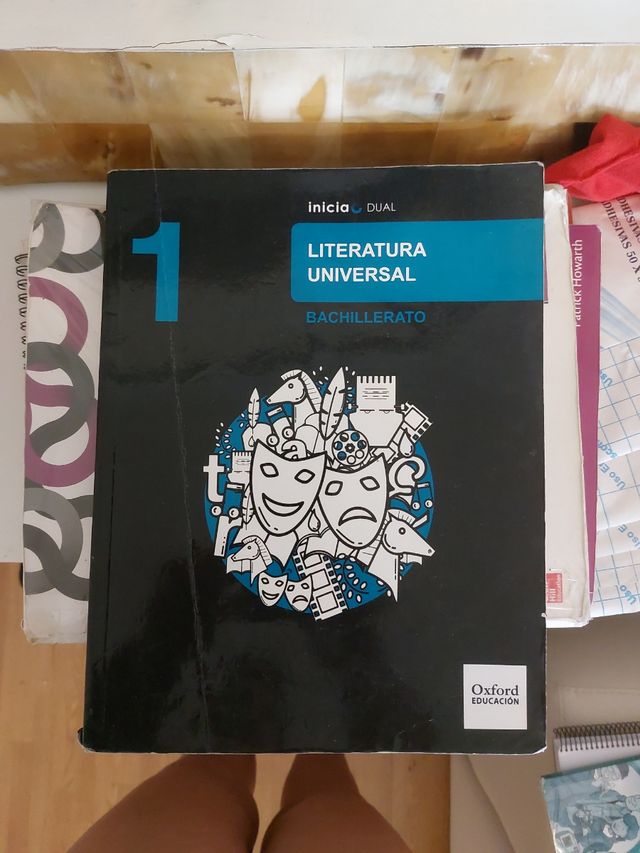 inicia DUAL
1
LITERATURA
UNIVERSAL
BACHILLERATO
Oxford
EDUCACIÓN
Patrick Howarth